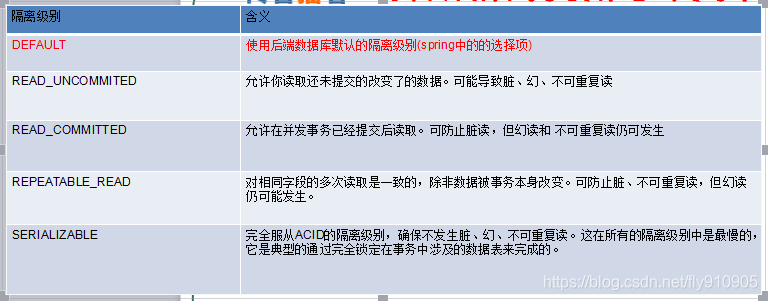 隔离级别 含义
DEFAULT 使用后端数据库默认的隔离级别(spring中的的选择项)
READ_UNCOMMITED 允许你读取还未提交的改变了的数据。可能导致脏、幻、不可重复读
READ_COMMITTED 允许在并发事务已经提交后读取。可防止脏读，但幻读和 不可重复读仍可发生
REPEATABLE_READ 对相同字段的多次读取是一致的，除非数据被事务本身改变。可防止脏、不可重复读，但幻读
仍可能发生。
SERIALIZABLE 完全服从ACID的隔离级别，确保不发生脏、幻、不可重复读。这在所有的隔离级别中是最慢的，
它是典型的通过完全锁定在事务中涉及的数据表来完成的。
https://blog.csdn.net/fly910905